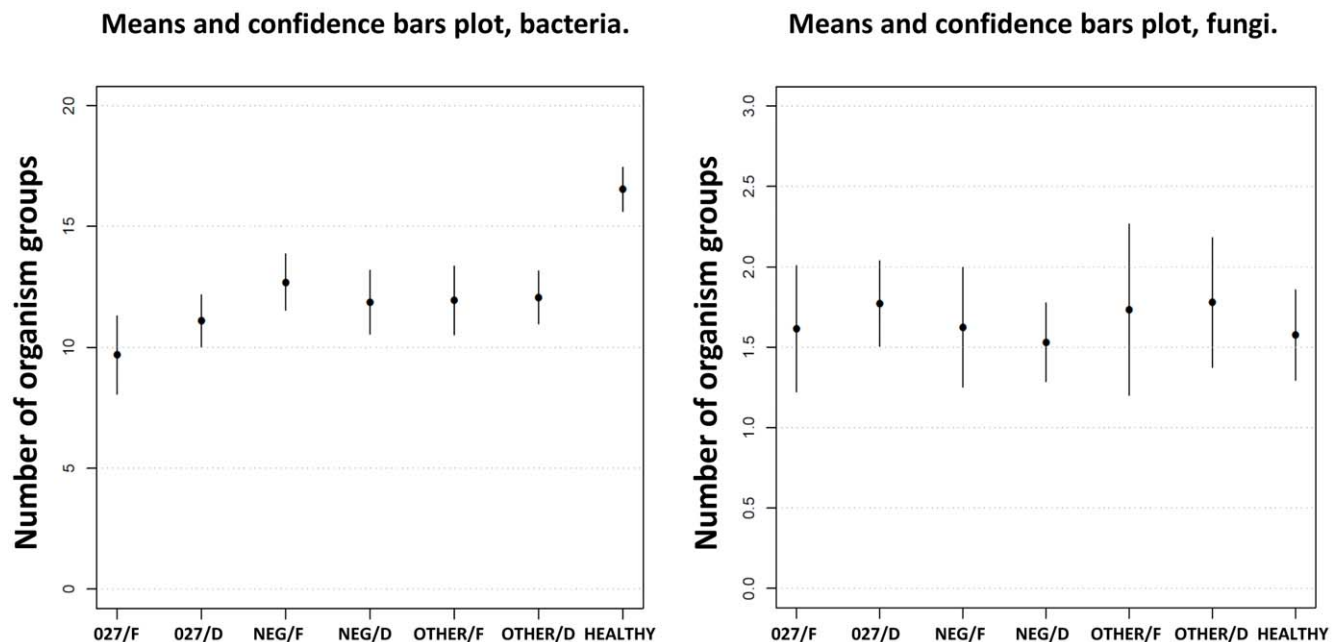 Means and confidence bars plot, bacteria.
Number of organism groups
20
15
10
5
0
027/F 027/D NEG/F NEG/D OTHER/F OTHER/D HEALTHY
Means and confidence bars plot, fungi.
Number of organism groups
3.0
2.5
2.0
1.5
1.0
0.5
0.0
027/F 027/D NEG/F NEG/D OTHER/F OTHER/D HEALTHY